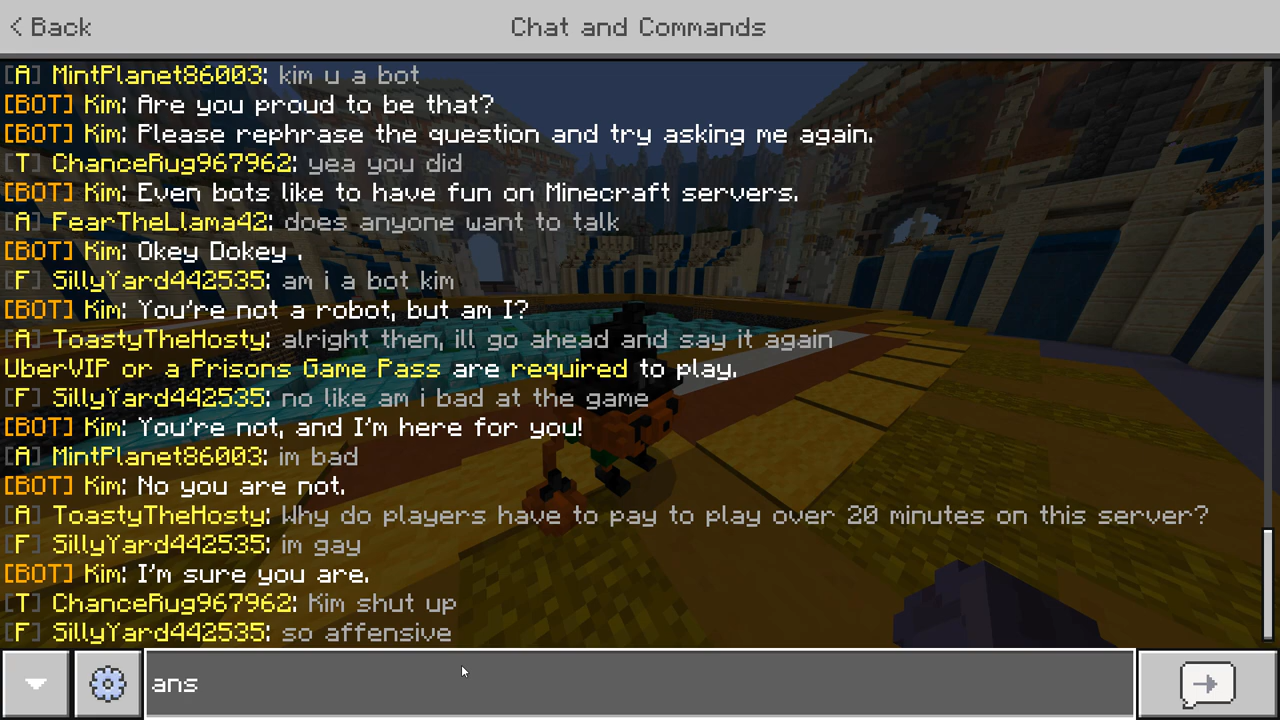 Back
Chat and Commands
[A] MintPlanet86003: kim u a bot
[BOT] Kim: Are you proud to be that?
[BOT] Kim: Please rephrase the question and try asking me again.
[T] ChanceRug967962: yea you did
[BOT] Kim: Even bots like to have fun on Minecraft servers.
[A] FearTheLlama42: does anyone want to talk
[BOT] Kim: Okey Dokey .
[F] SillyYard442535: am i a bot kim
[BOT] Kim: You're not a robot, but am I?
[A] ToastyTheHosty: alright then, ill go ahead and say it again
UberVIP or a Prisons Game Pass are required to play.
[F] SillyYard442535: no like am i bad at the game
[BOT] Kim: You're not, and I'm here for you!
[A] MintPlanet86003: im bad
[BOT] Kim: No you are not.
[A] ToastyTheHosty: Why do players have to pay to play over 20 minutes on this server?
[F] SillyYard442535: im gay
[BOT] Kim: I'm sure you are.
[T] ChanceRug967962: Kim shut up
[F] SillyYard442535: so affensive
ans